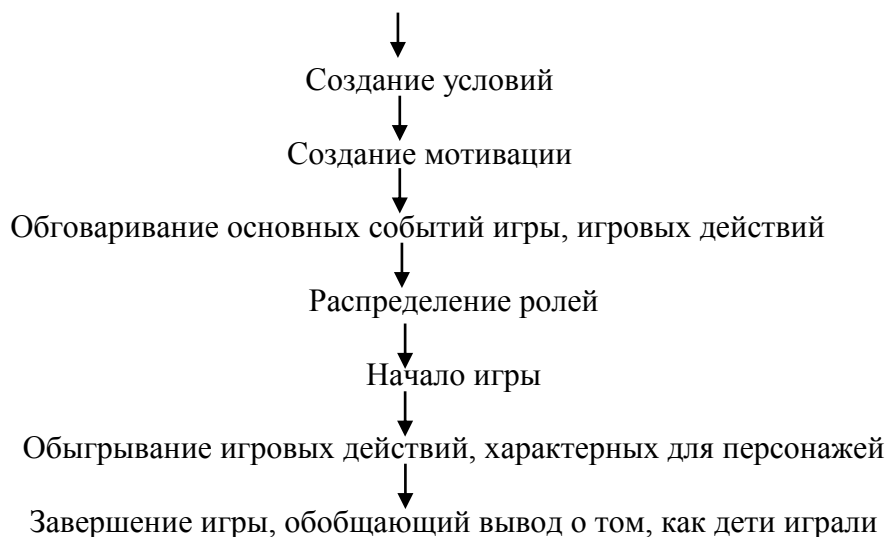 Создание условий
Создание мотивации
Обговаривание основных событий игры, игровых действий
Распределение ролей
Начало игры
Обыгрывание игровых действий, характерных для персонажей
Завершение игры, обобщающий вывод о том, как дети играли